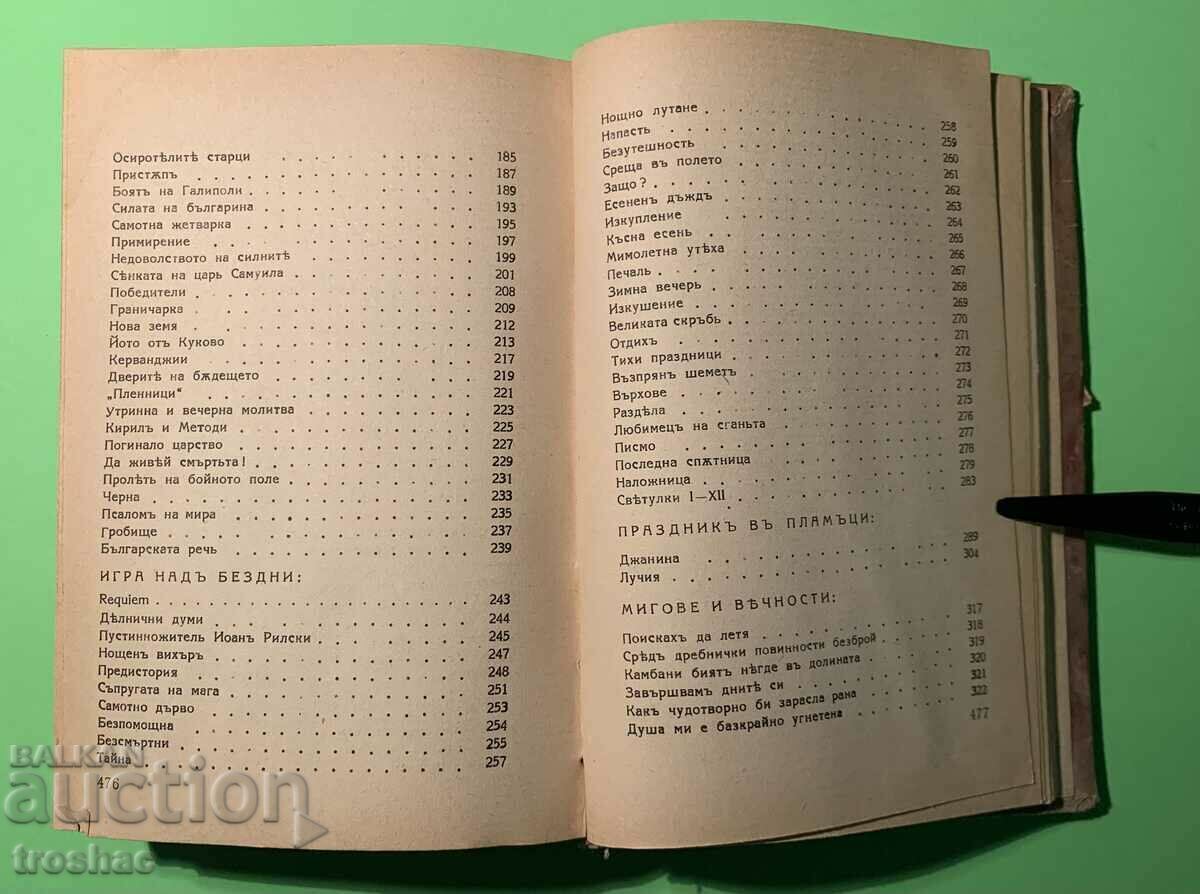 Осиротѣлитѣ старци 185
Пристѫпъ 187
Боятъ на Галиполи 189
Силата на българина 193
Самотна жетварка 195
Примирение 197
Недоволството на силнитѣ 199
Сѣнката на царь Самуила 201
Победители 208
Граничарка 209
Нова земя 212
Йото отъ Куково 213
Керванджии 217
Дверитѣ на бѫдещето 219
„Пленници“ 221
Утринна и вечерна молитва 223
Кирилъ и Методи 225
Погинало царство 227
Да живѣй смъртьта! 229
Пролѣть на бойното поле 231
Черна 233
Псаломъ на мира 235
Гробище 237
Българската речь 239
ИГРА НАДЪ БЕЗДНИ:
Requiem 243
Дѣлнични думи 244
Пустинножитель Иоанъ Рилски 245
Нощенъ вихъръ 247
Предистория 248
Съпругата на мага 251
Самотно дърво 253
Безпомощна 254
Безсмъртни 255
Тайна 257
476
Нощно лутане 258
Напасть 259
Безутешность 260
Среща въ полето 261
Защо? 262
Есененъ дъждъ 263
Изкупление 264
Късна есень 265
Мимолетна утѣха 266
Печаль 267
Зимна вечерь 268
Изкушение 269
Великата скръбь 270
Отдихъ 271
Тихи праздници 272
Възпрянъ шеметъ 273
Върхове 274
Раздѣла 275
Любимецъ на сганьта 276
Писмо 277
Последна спѫтница 278
Наложница 279
Свѣтулки I—XII 283
ПРАЗДНИКЪ ВЪ ПЛАМЪЦИ:
Джанина 289
Лучия 304
МИГОВЕ И ВѢЧНОСТИ:
Поискахъ да летя 317
Срѣдъ дребнички повинности безброй 318
Камбани биятъ нѣгде въ долината 319
Завършвамъ днитѣ си 320
Какъ чудотворно би зарасла рана 321
Душа ми е базкрайно угнетена 322
477
BALKAN
auction
troshac